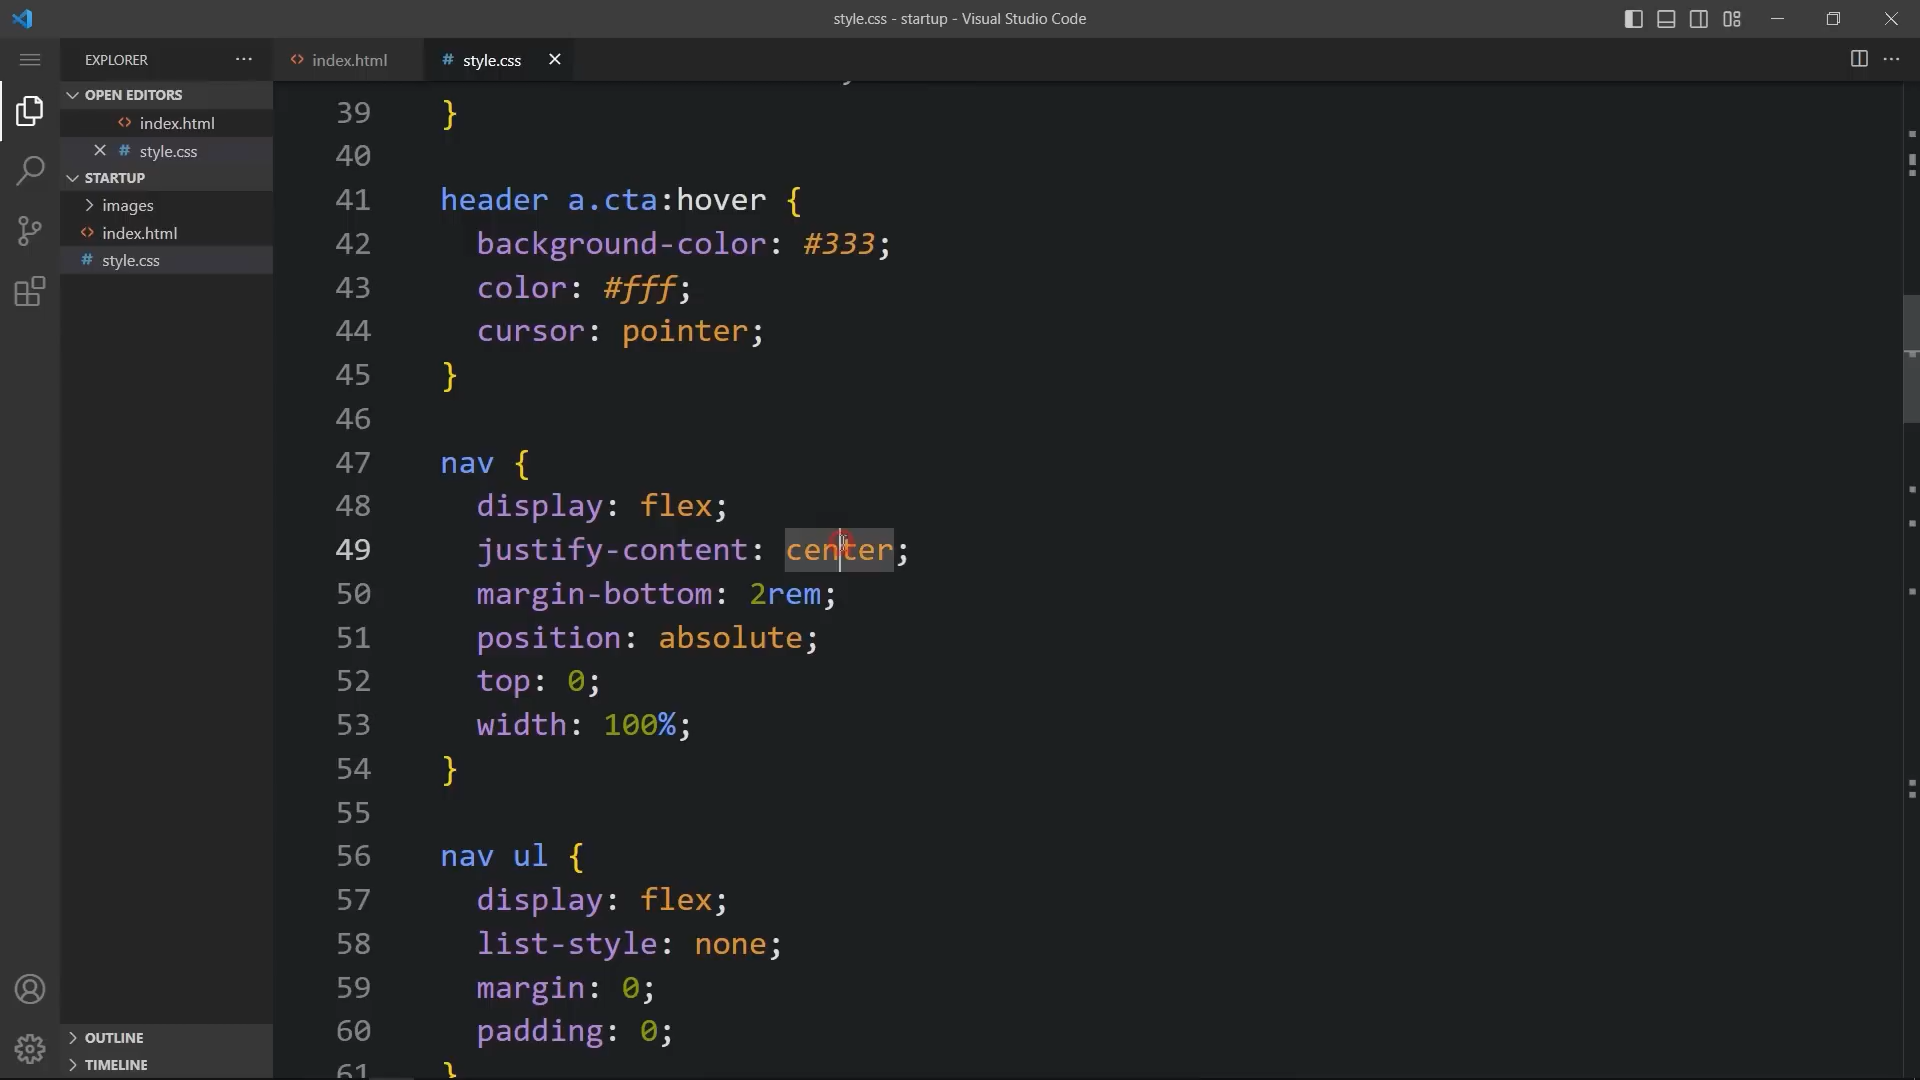 style.css - startup - Visual Studio Code
EXPLORER
index.html
style.css
OPEN EDITORS
index.html
style.css
STARTUP
images
index.html
style.css
OUTLINE
TIMELINE
39 }
40
41 header a.cta:hover {
42 background-color: #333;
43 color: #fff;
44 cursor: pointer;
45 }
46
47 nav {
48 display: flex;
49 justify-content: center;
50 margin-bottom: 2rem;
51 position: absolute;
52 top: 0;
53 width: 100%;
54 }
55
56 nav ul {
57 display: flex;
58 list-style: none;
59 margin: 0;
60 padding: 0;
61 }